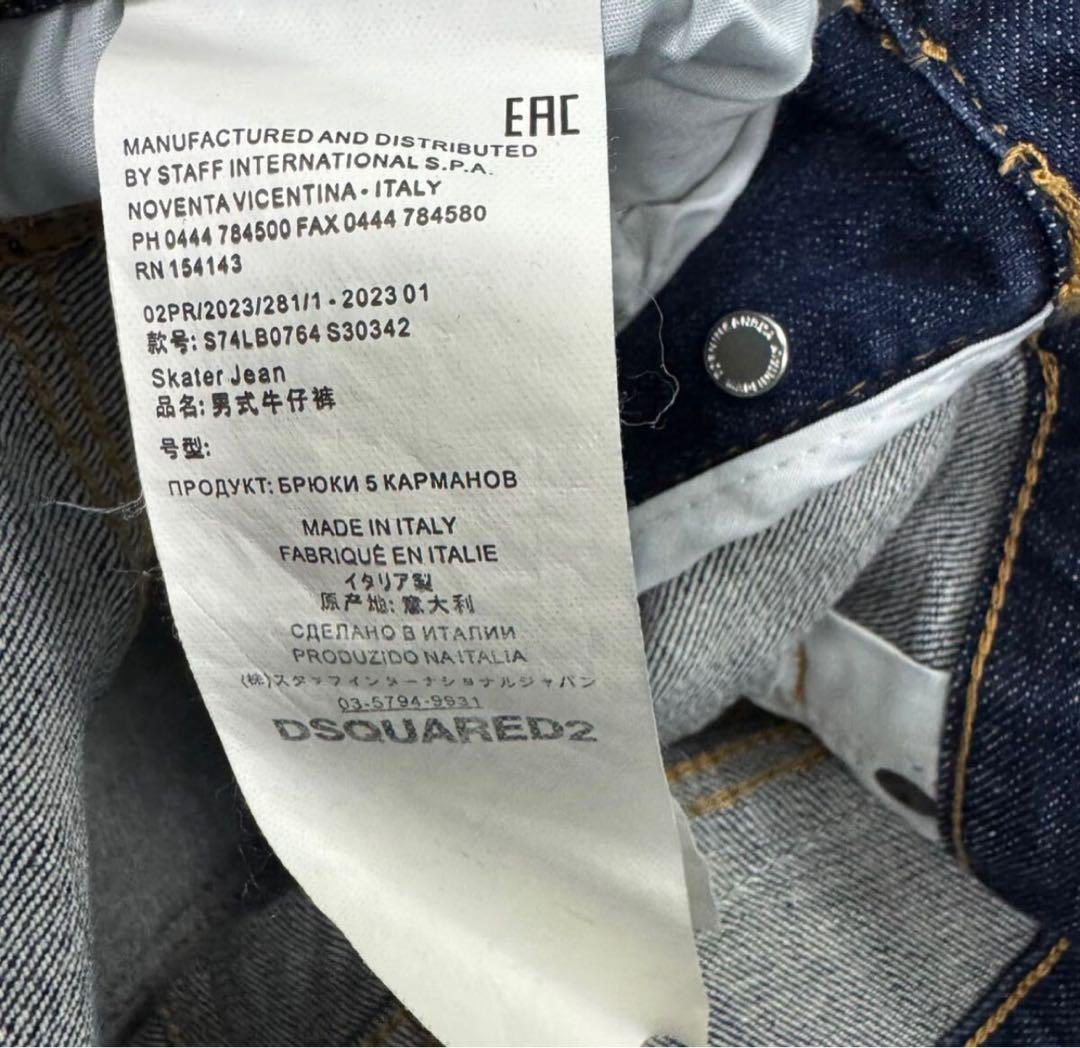 EAC
MANUFACTURED AND DISTRIBUTED
BY STAFF INTERNATIONAL S.P.A.
NOVENTA VICENTINA - ITALY
PH 0444 784500 FAX 0444 784580
RN 154143
02PR/2023/281/1 - 2023 01
款号: S74LB0764 S30342
Skater Jean
品名: 男式牛仔裤
号型:
ПРОДУКТ: БРЮКИ 5 КАРМАНОВ
MADE IN ITALY
FABRIQUÉ EN ITALIE
イタリア製
原产地: 意大利
СДЕЛАНО В ИТАЛИИ
PRODUZIDO NA ITALIA
(株)スタッフインターナショナルジャパン
03-5794-9931
DSQUARED2